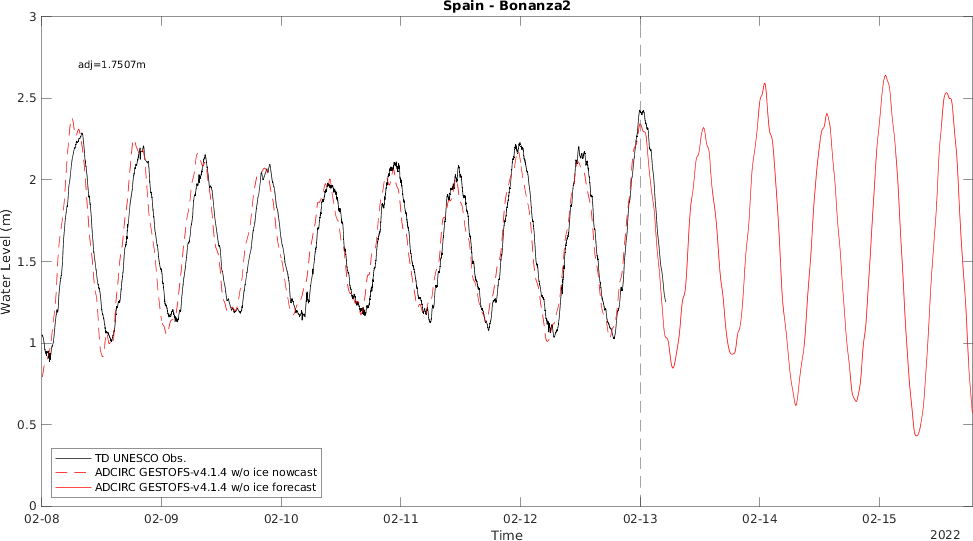 Spain - Bonanza2
3
2.5
2
1.5
1
0.5
0
Water Level (m)
adj=1.7507m
TD UNESCO Obs.
ADCIRC GESTOFS-v4.1.4 w/o ice nowcast
ADCIRC GESTOFS-v4.1.4 w/o ice forecast
02-08 02-09 02-10 02-11 02-12 02-13 02-14 02-15
Time
2022